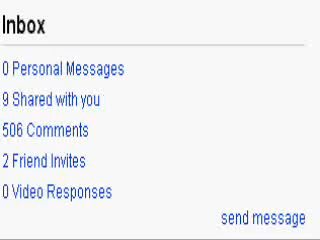 Inbox
0 Personal Messages
9 Shared with you
506 Comments
2 Friend Invites
0 Video Responses
send message